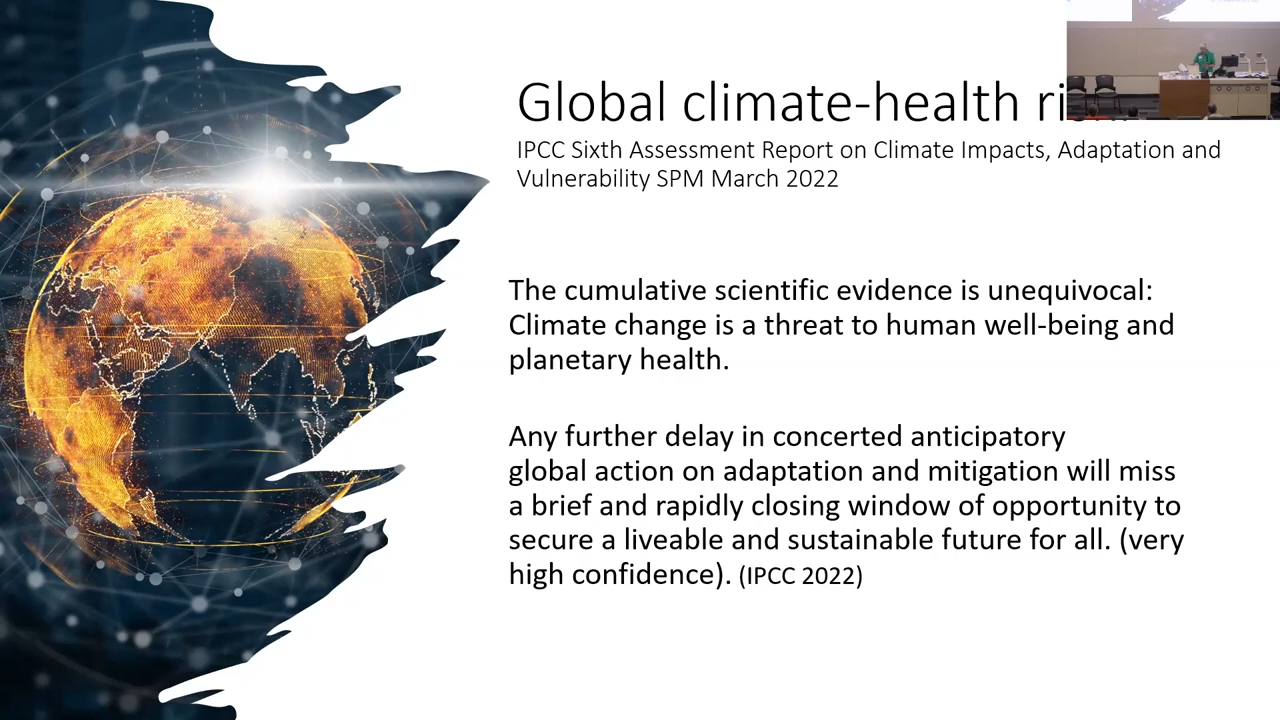 Global climate-health
IPCC Sixth Assessment Report on Climate Impacts, Adaptation and
Vulnerability SPM March 2022
The cumulative scientific evidence is unequivocal:
Climate change is a threat to human well-being and
planetary health.
Any further delay in concerted anticipatory
global action on adaptation and mitigation will miss
a brief and rapidly closing window of opportunity to
secure a liveable and sustainable future for all. (very
high confidence). (IPCC 2022)